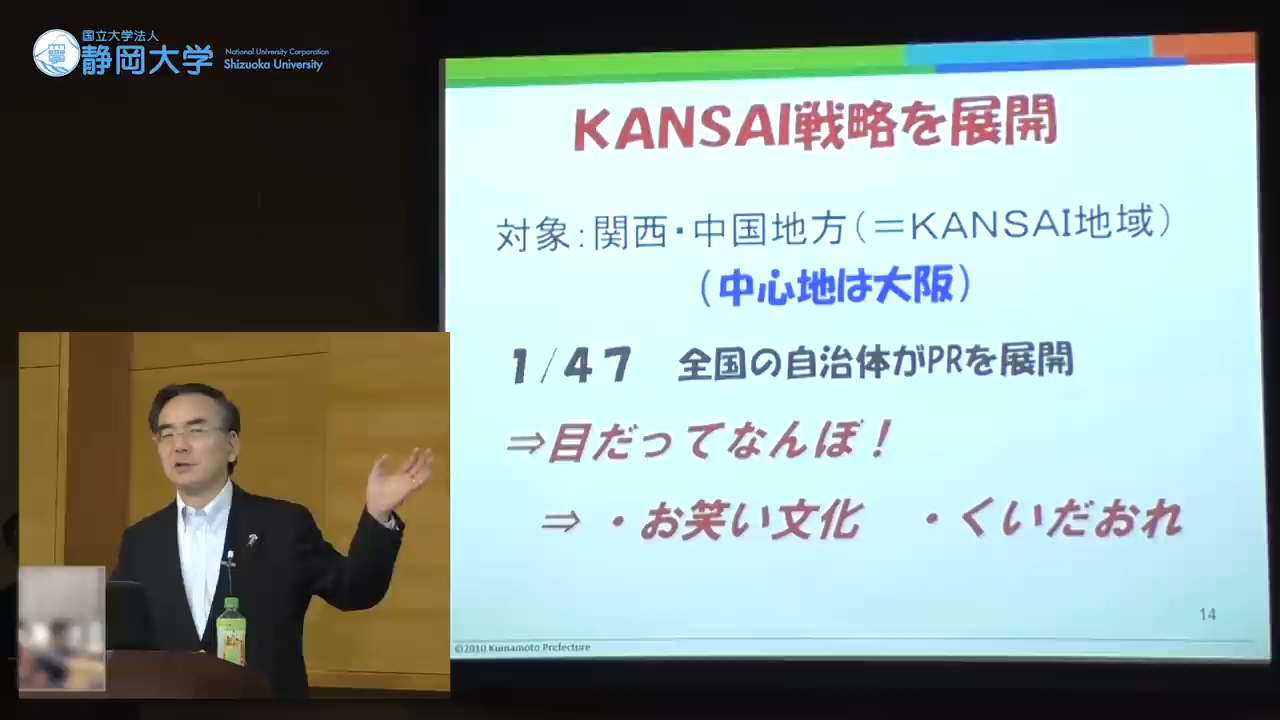 国立大学法人
静岡大学
National University Corporation
Shizuoka University
KANSAI戦略を展開
対象:関西・中国地方(=KANSAI地域)
(中心地は大阪)
1/47 全国の自治体がPRを展開
⇒目だってなんぼ!
⇒ ・お笑い文化 ・くいだおれ
14
©2010 Kumamoto Prefecture